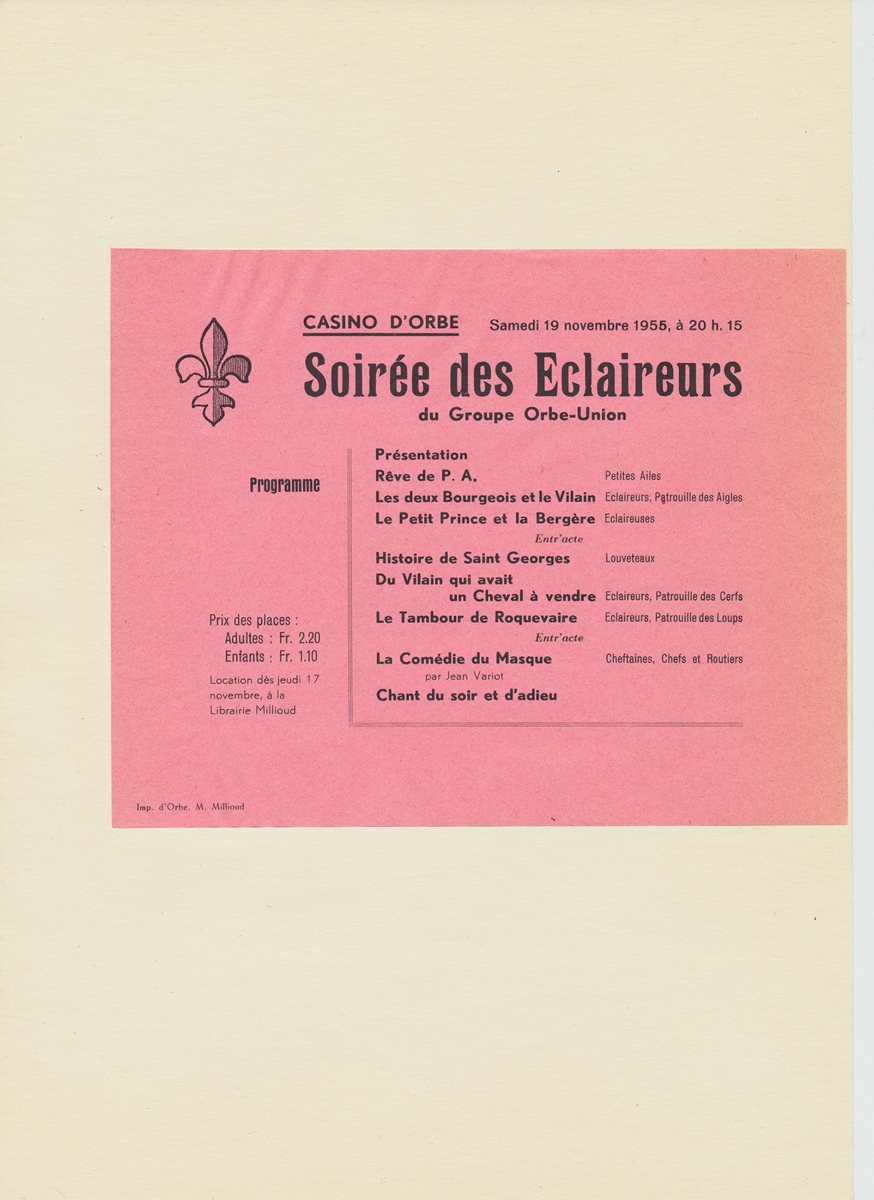 CASINO D'ORBE Samedi 19 novembre 1955, à 20 h. 15
Soirée des Eclaireurs
du Groupe Orbe-Union
Programme
Présentation
Rêve de P. A. Petites Ailes
Les deux Bourgeois et le Vilain Eclaireurs, Patrouille des Aigles
Le Petit Prince et la Bergère Eclaireuses
Entr'acte
Histoire de Saint Georges Louveteaux
Du Vilain qui avait
un Cheval à vendre Eclaireurs, Patrouille des Cerfs
Le Tambour de Roquevaire Eclaireurs, Patrouille des Loups
Entr'acte
La Comédie du Masque Cheftaines, Chefs et Routiers
par Jean Variot
Chant du soir et d'adieu
Prix des places :
Adultes : Fr. 2.20
Enfants : Fr. 1.10
Location dès jeudi 17
novembre, à la
Librairie Millioud
Imp. d'Orbe, M. Millioud